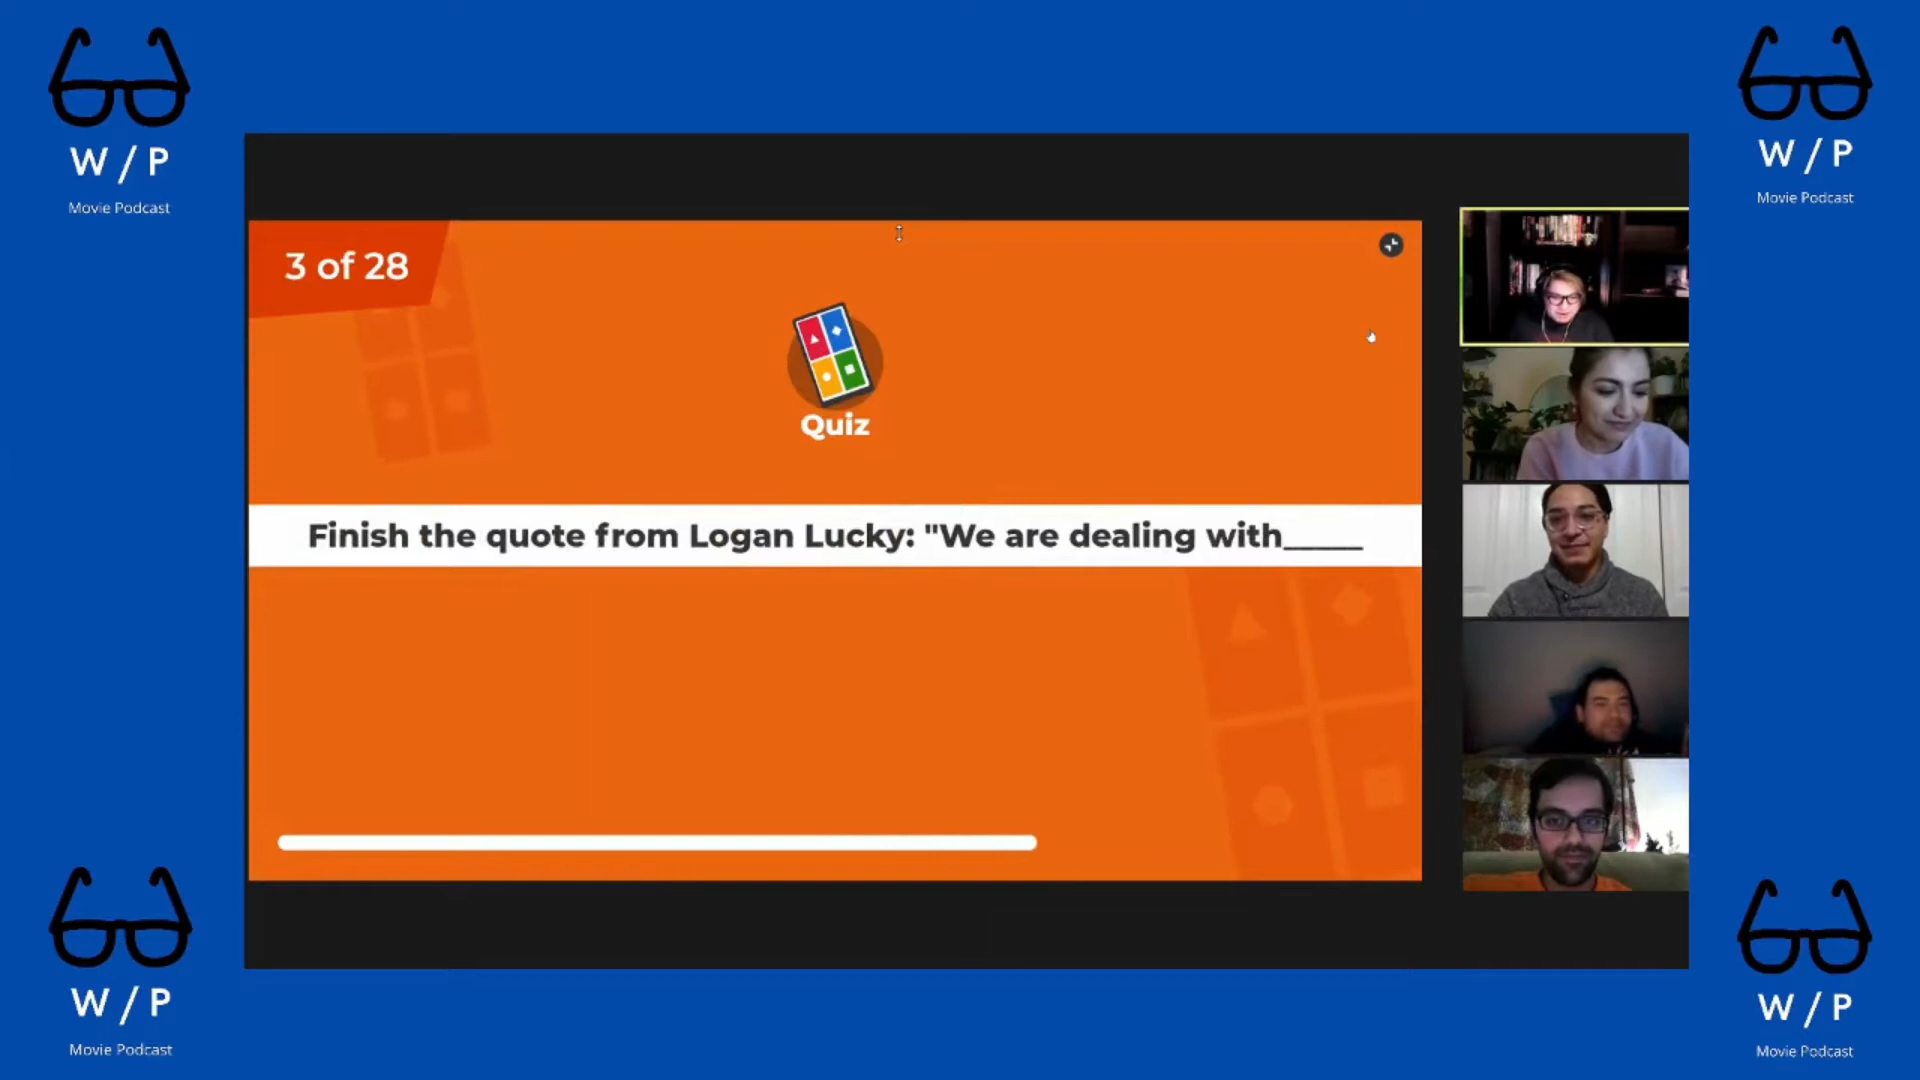 W / P
Movie Podcast
W / P
Movie Podcast
3 of 28
Quiz
Finish the quote from Logan Lucky: "We are dealing with_____
W / P
Movie Podcast
W / P
Movie Podcast